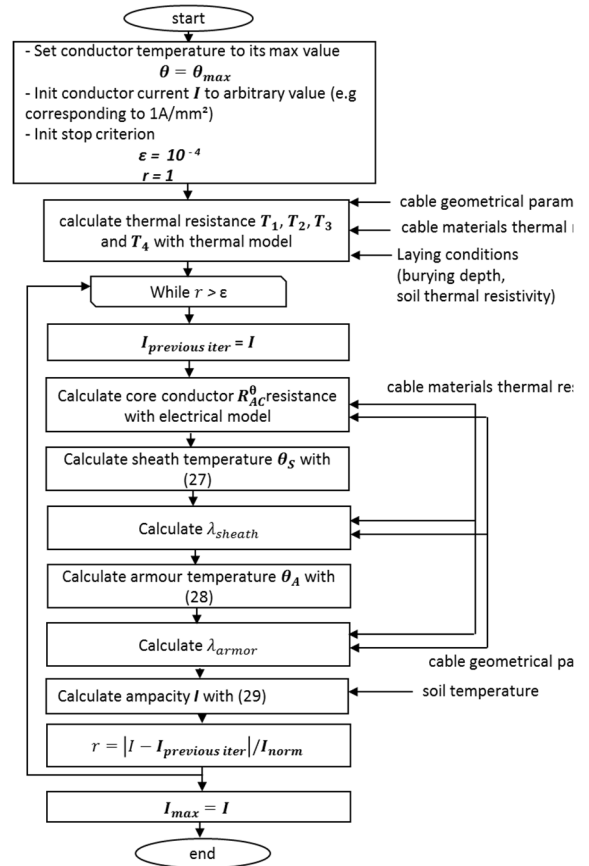 start
- Set conductor temperature to its max value
θ = θmax
- Init conductor current I to arbitrary value (e.g
corresponding to 1A/mm²)
- Init stop criterion
ε = 10⁻⁴
r = 1
cable geometrical param
calculate thermal resistance T₁, T₂, T₃
and T₄ with thermal model
cable materials thermal
Laying conditions
(burying depth,
soil thermal resistivity)
While r > ε
Iprevious iter = I
cable materials thermal res
Calculate core conductor R_AC^θ resistance
with electrical model
Calculate sheath temperature θS with
(27)
Calculate λsheath
Calculate armour temperature θA with
(28)
Calculate λarmor
cable geometrical pa
Calculate ampacity I with (29)
soil temperature
r = |I − Iprevious iter|/Inorm
Imax = I
end